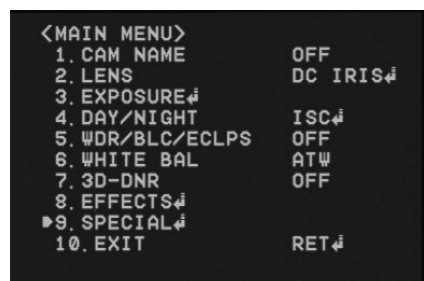 <MAIN MENU>
1. CAM NAME OFF
2. LENS DC IRIS↲
3. EXPOSURE↲
4. DAY/NIGHT ISC↲
5. WDR/BLC/ECLPS OFF
6. WHITE BAL ATW
7. 3D-DNR OFF
8. EFFECTS↲
▶9. SPECIAL↲
10. EXIT RET↲